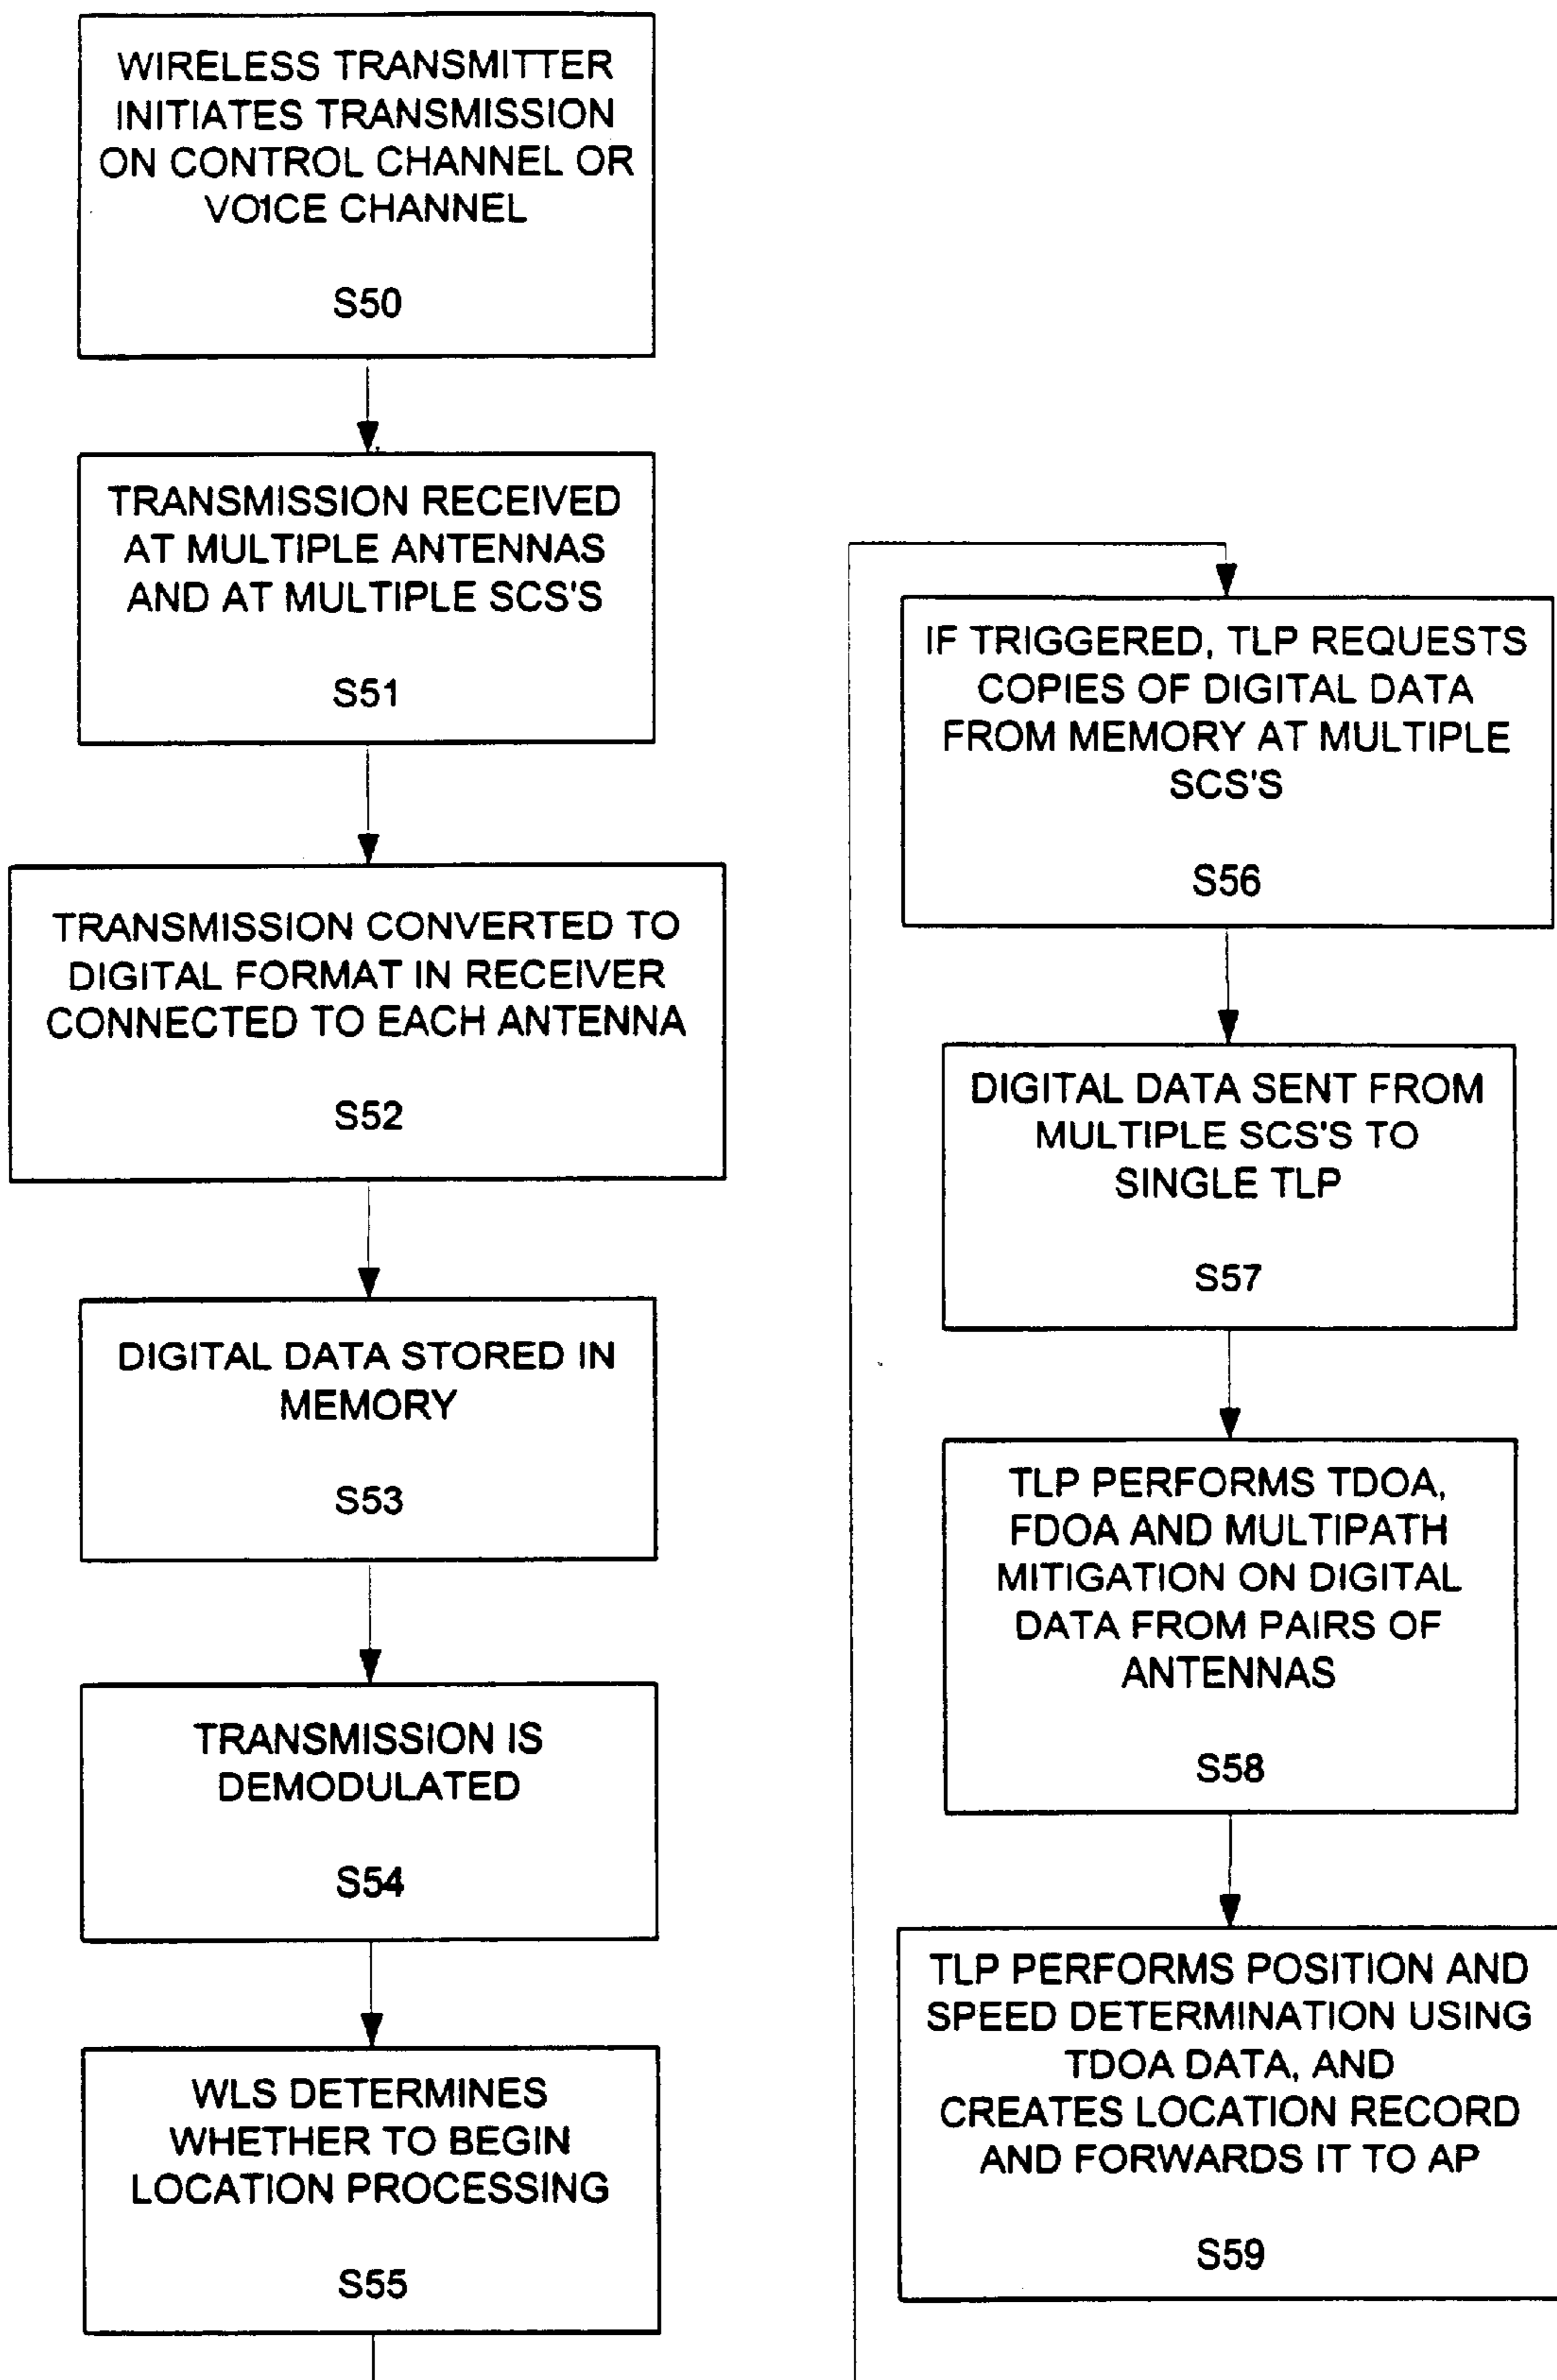 WIRELESS TRANSMITTER
INITIATES TRANSMISSION
ON CONTROL CHANNEL OR
VOICE CHANNEL
S50
TRANSMISSION RECEIVED
AT MULTIPLE ANTENNAS
AND AT MULTIPLE SCS'S
S51
TRANSMISSION CONVERTED TO
DIGITAL FORMAT IN RECEIVER
CONNECTED TO EACH ANTENNA
S52
DIGITAL DATA STORED IN
MEMORY
S53
TRANSMISSION IS
DEMODULATED
S54
WLS DETERMINES
WHETHER TO BEGIN
LOCATION PROCESSING
S55
IF TRIGGERED, TLP REQUESTS
COPIES OF DIGITAL DATA
FROM MEMORY AT MULTIPLE
SCS'S
S56
DIGITAL DATA SENT FROM
MULTIPLE SCS'S TO
SINGLE TLP
S57
TLP PERFORMS TDOA,
FDOA AND MULTIPATH
MITIGATION ON DIGITAL
DATA FROM PAIRS OF
ANTENNAS
S58
TLP PERFORMS POSITION AND
SPEED DETERMINATION USING
TDOA DATA, AND
CREATES LOCATION RECORD
AND FORWARDS IT TO AP
S59